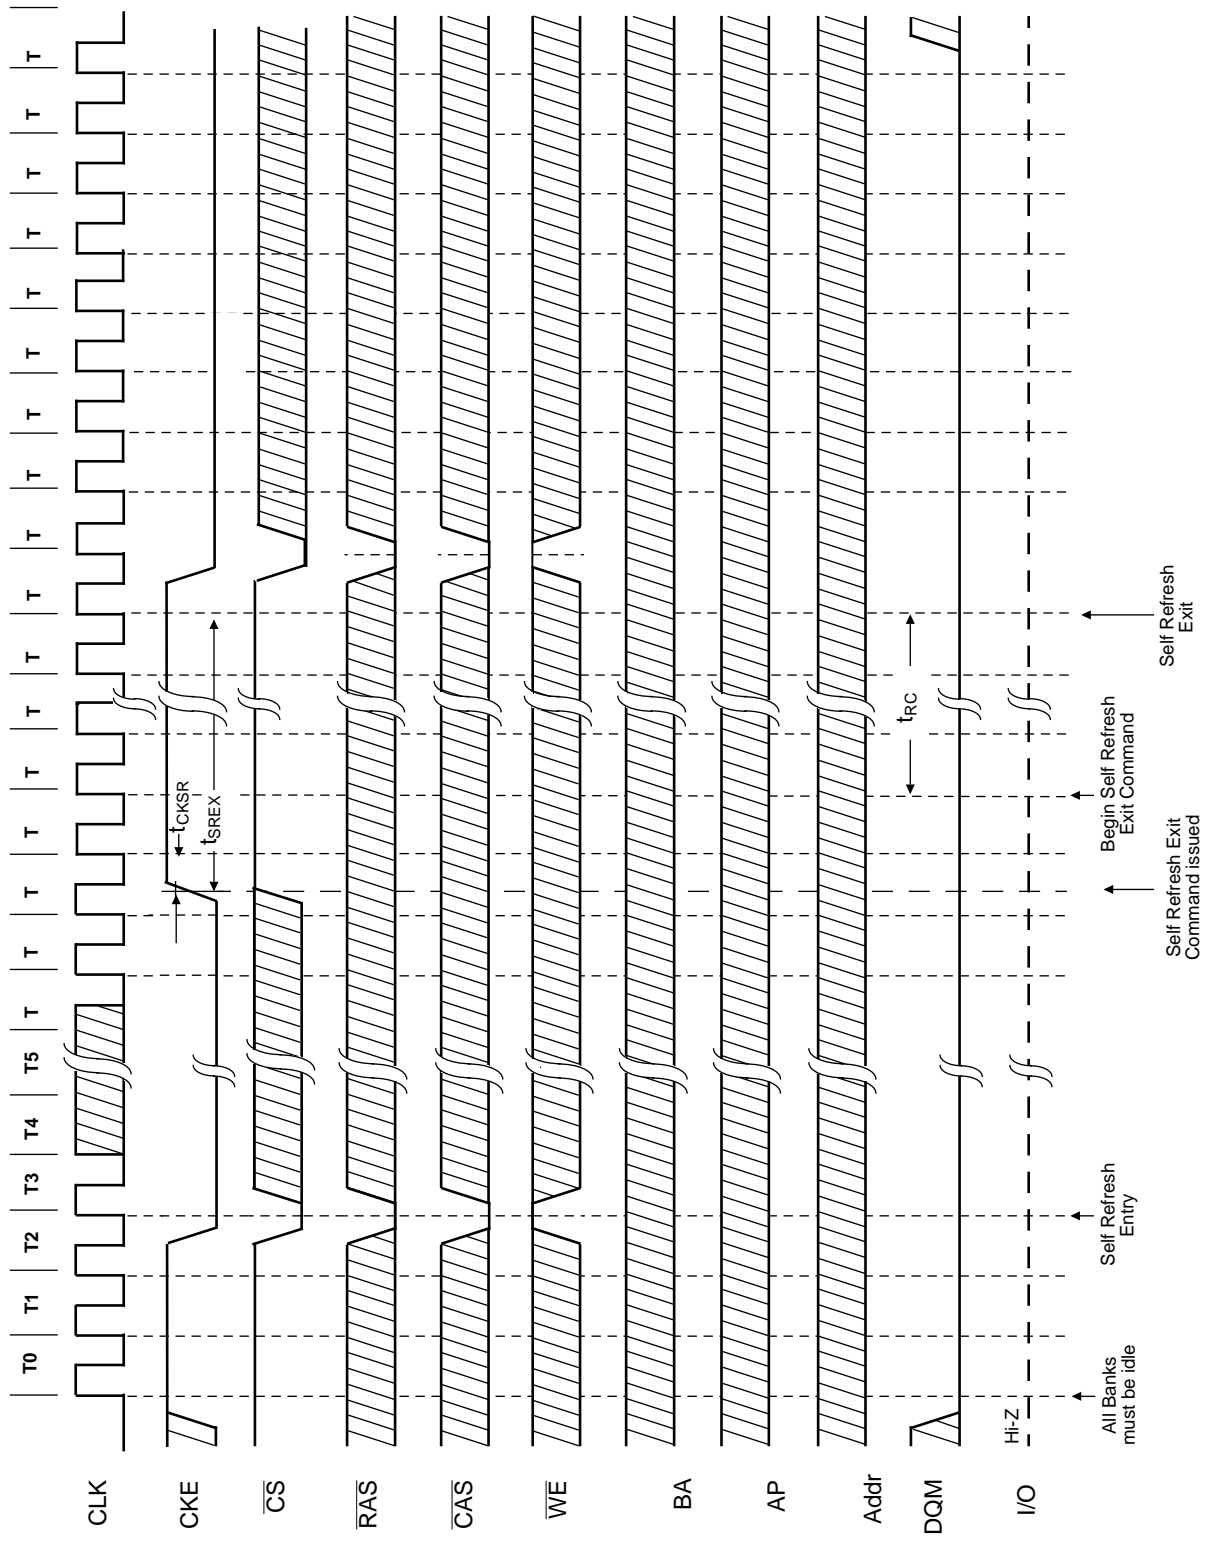 T0 T1 T2 T3 T4 T5 T T T T T T T T T T T T T T T T T
CLK
CKE
tCKSR
tSREX
CS
RAS
CAS
WE
BA
AP
Addr
DQM
tRC
I/O
Hi-Z
All Banks
must be idle
Self Refresh
Entry
Begin Self Refresh
Exit Command
Self Refresh Exit
Command issued
Self Refresh
Exit